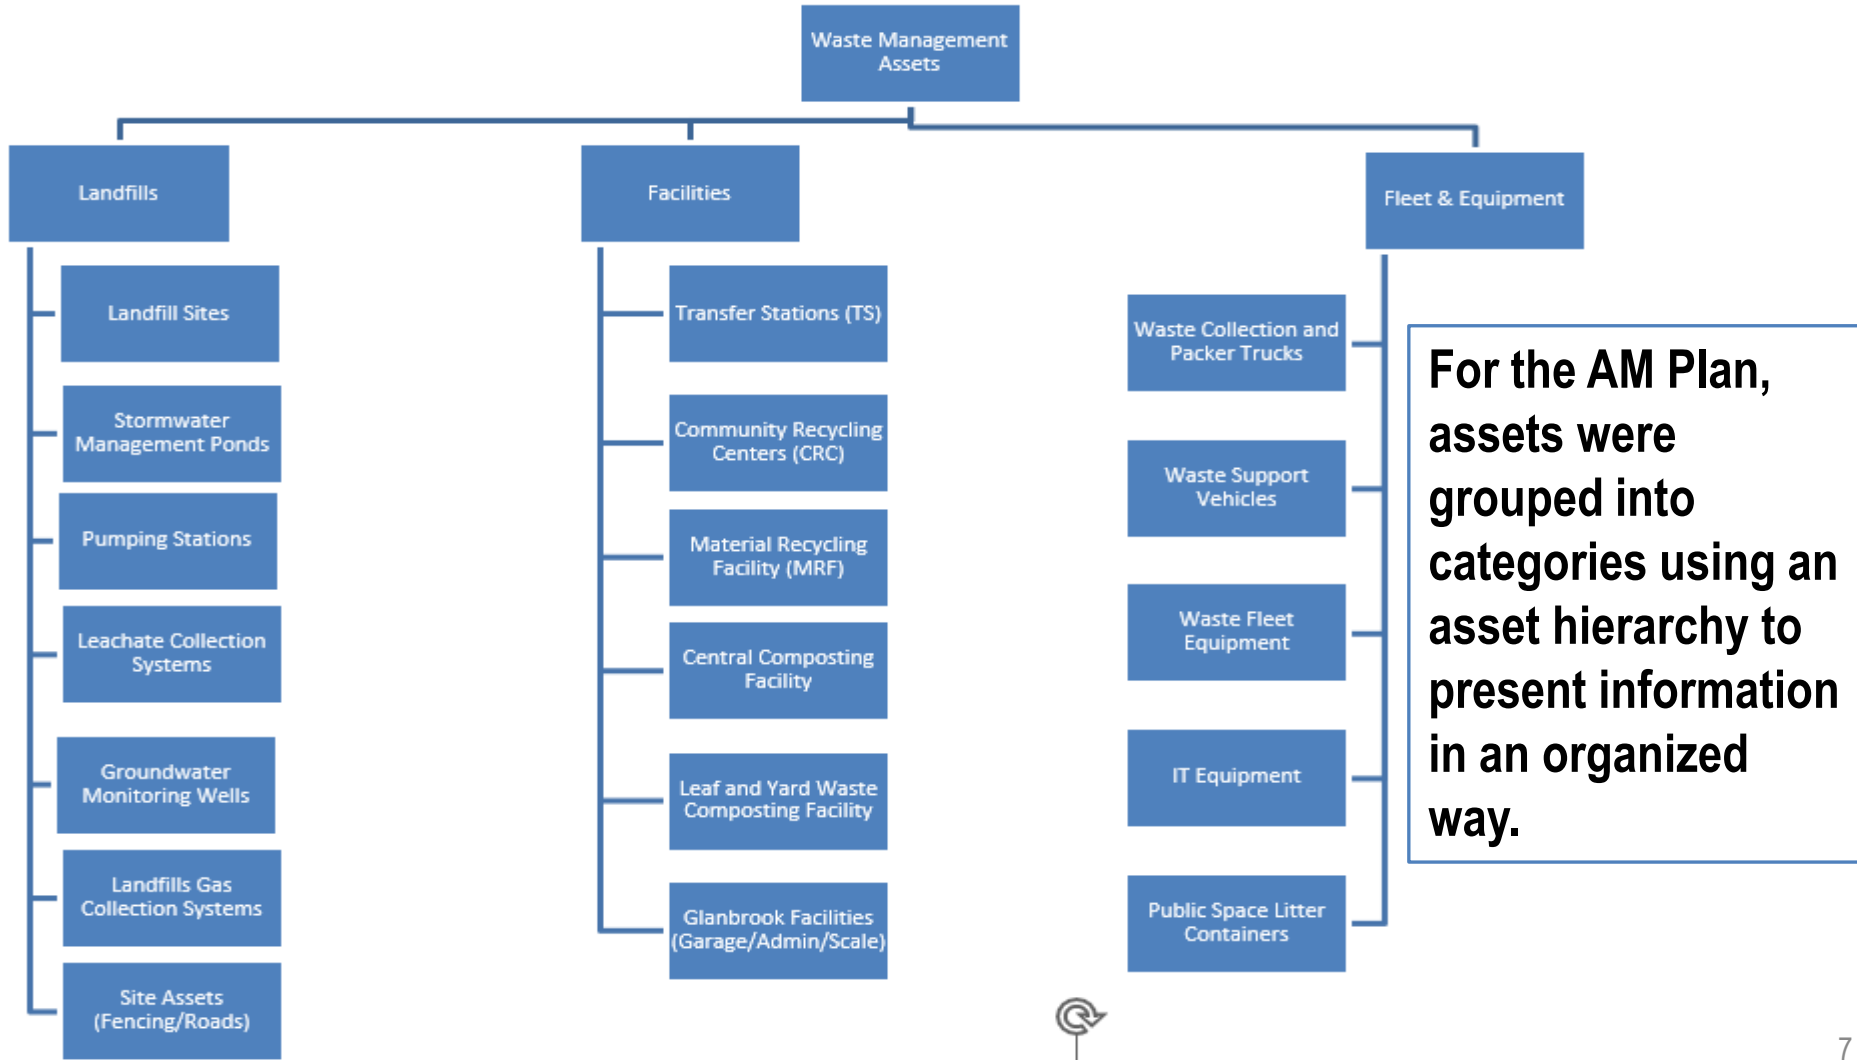 Waste Management
Assets
Landfills
Landfill Sites
Stormwater
Management Ponds
Pumping Stations
Leachate Collection
Systems
Groundwater
Monitoring Wells
Landfills Gas
Collection Systems
Site Assets
(Fencing/Roads)
Facilities
Transfer Stations (TS)
Community Recycling
Centers (CRC)
Material Recycling
Facility (MRF)
Central Composting
Facility
Leaf and Yard Waste
Composting Facility
Glanbrook Facilities
(Garage/Admin/Scale)
Fleet & Equipment
Waste Collection and
Packer Trucks
Waste Support
Vehicles
Waste Fleet
Equipment
IT Equipment
Public Space Litter
Containers
For the AM Plan,
assets were
grouped into
categories using an
asset hierarchy to
present information
in an organized
way.
7